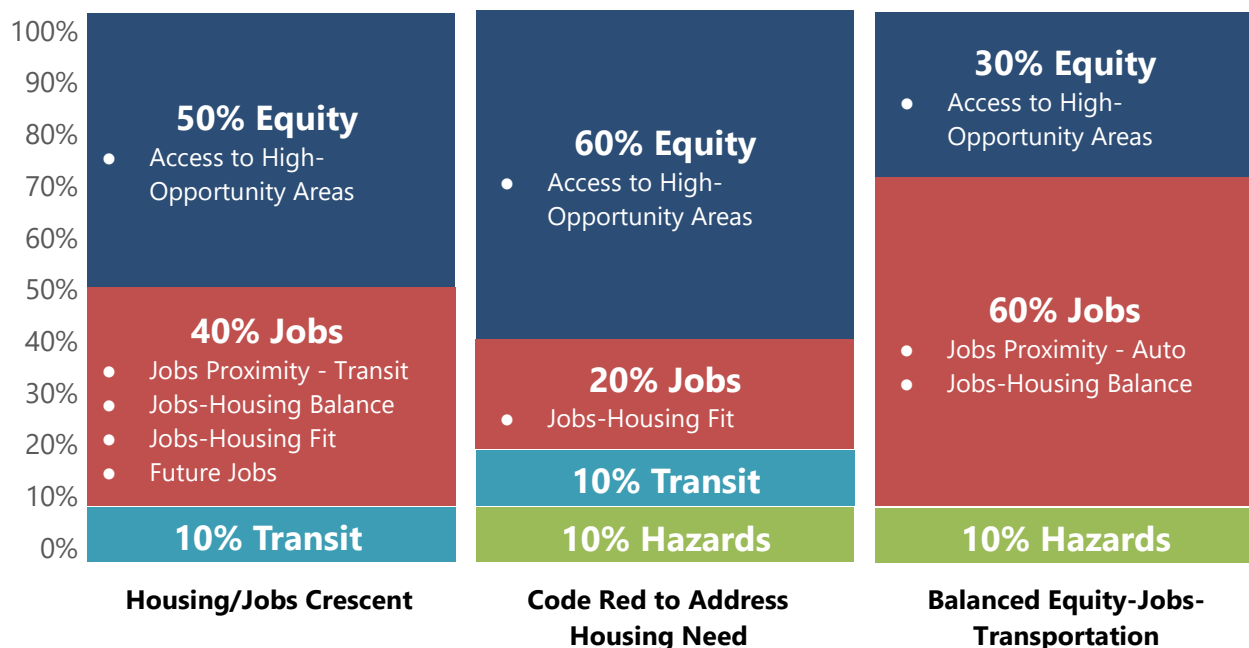 100%
90%
80%
70%
60%
50%
40%
30%
20%
10%
0%
50% Equity
● Access to High-
Opportunity Areas
40% Jobs
● Jobs Proximity - Transit
● Jobs-Housing Balance
● Jobs-Housing Fit
● Future Jobs
10% Transit
Housing/Jobs Crescent
60% Equity
● Access to High-
Opportunity Areas
20% Jobs
● Jobs-Housing Fit
10% Transit
10% Hazards
Code Red to Address
Housing Need
30% Equity
● Access to High-
Opportunity Areas
60% Jobs
● Jobs Proximity - Auto
● Jobs-Housing Balance
10% Hazards
Balanced Equity-Jobs-
Transportation